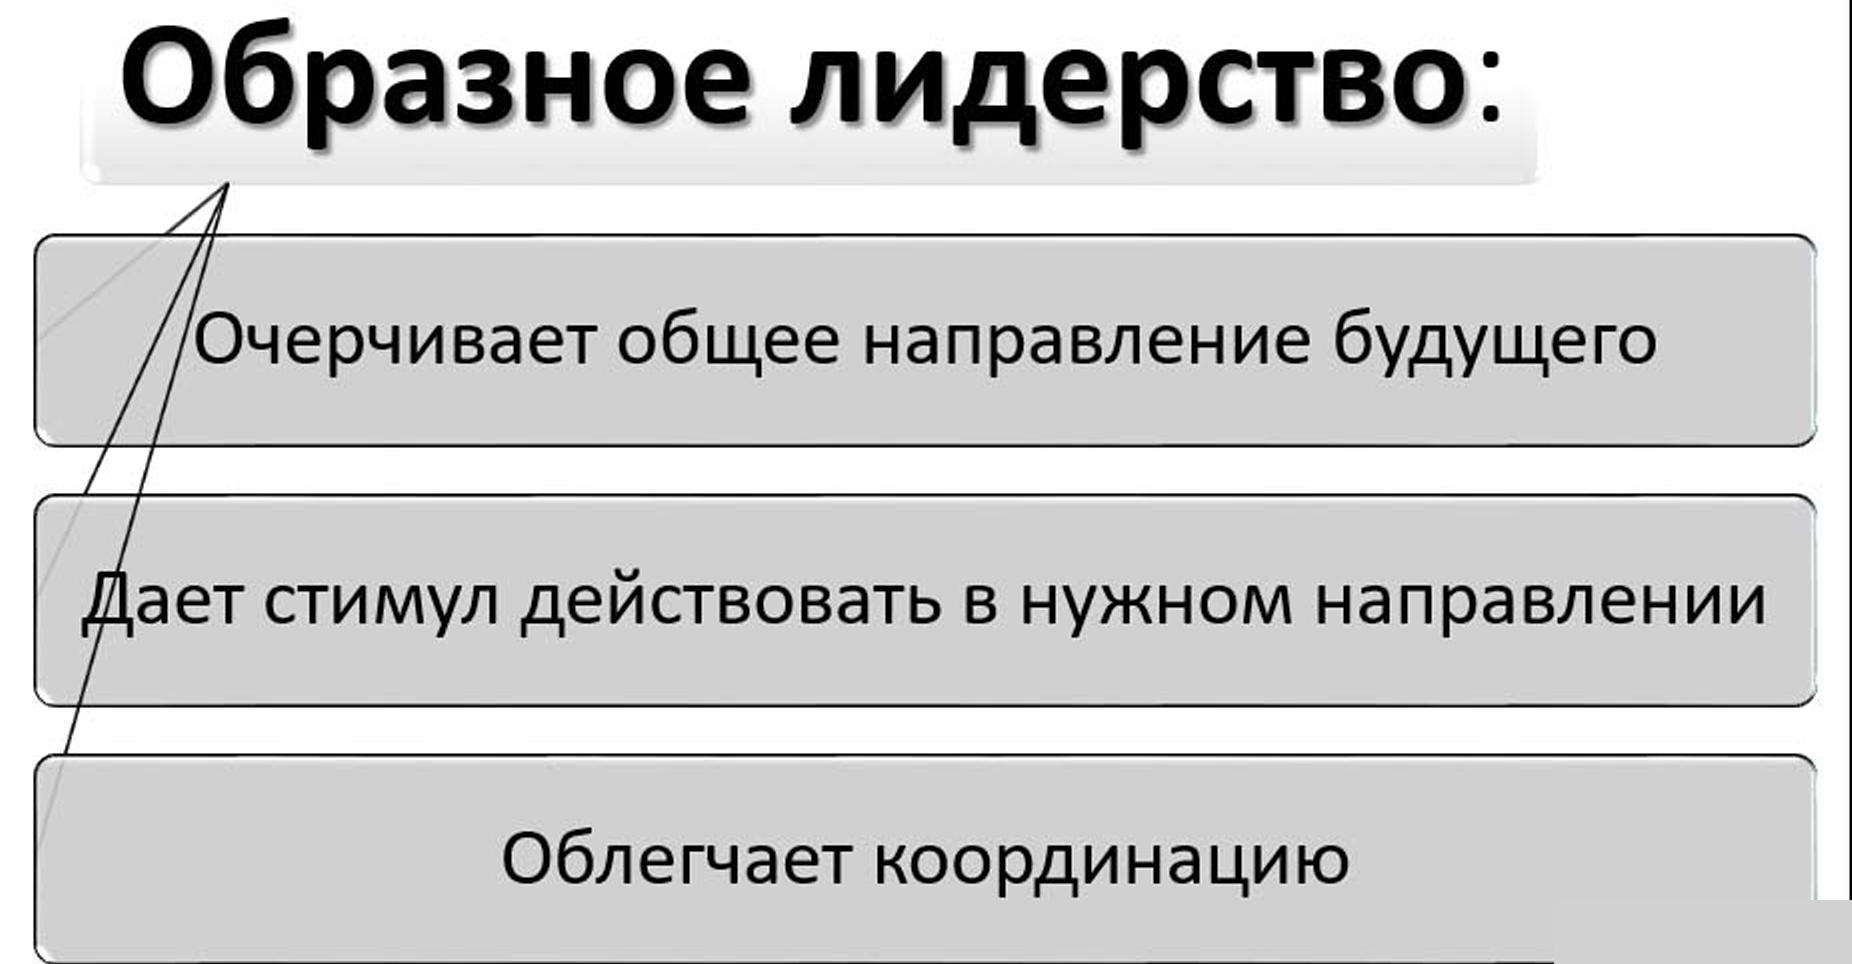 Образное лидерство:
Очерчивает общее направление будущего
Дает стимул действовать в нужном направлении
Облегчает координацию